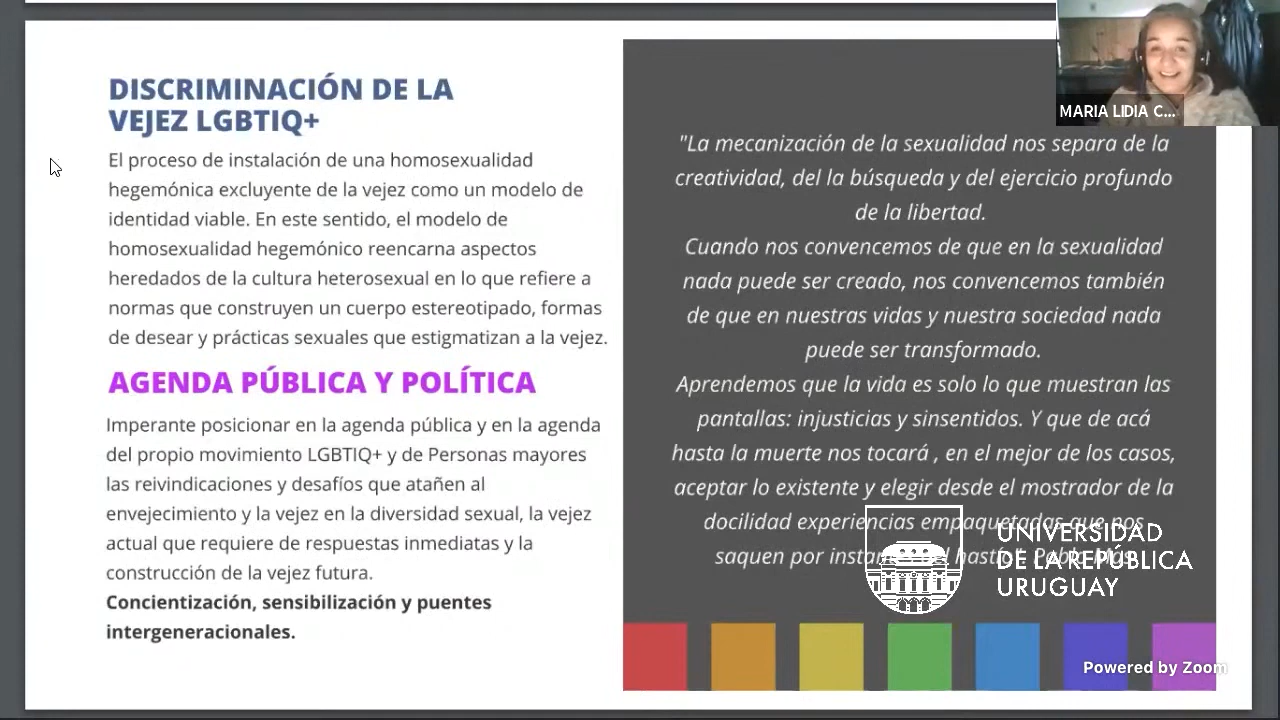 DISCRIMINACIÓN DE LA
VEJEZ LGBTIQ+
El proceso de instalación de una homosexualidad
hegemónica excluyente de la vejez como un modelo de
identidad viable. En este sentido, el modelo de
homosexualidad hegemónico reencarna aspectos
heredados de la cultura heterosexual en lo que refiere a
normas que construyen un cuerpo estereotipado, formas
de desear y prácticas sexuales que estigmatizan a la vejez.
AGENDA PÚBLICA Y POLÍTICA
Imperante posicionar en la agenda pública y en la agenda
del propio movimiento LGBTIQ+ y de Personas mayores
las reivindicaciones y desafíos que atañen al
envejecimiento y la vejez en la diversidad sexual, la vejez
actual que requiere de respuestas inmediatas y la
construcción de la vejez futura.
Concientización, sensibilización y puentes
intergeneracionales.
MARIA LIDIA C...
"La mecanización de la sexualidad nos separa de la
creatividad, del la búsqueda y del ejercicio profundo
de la libertad.
Cuando nos convencemos de que en la sexualidad
nada puede ser creado, nos convencemos también
de que en nuestras vidas y nuestra sociedad nada
puede ser transformado.
Aprendemos que la vida es solo lo que muestran las
pantallas: injusticias y sinsentidos. Y que de acá
hasta la muerte nos tocará , en el mejor de los casos,
aceptar lo existente y elegir desde el mostrador de la
docilidad experiencias empaquetadas que nos
saquen por hastío"
UNIVERSIDAD
DE LA REPÚBLICA
URUGUAY
Powered by Zoom